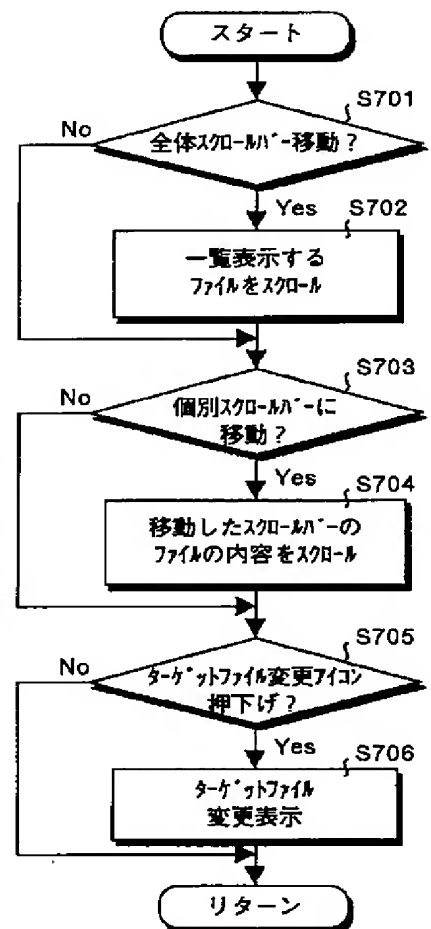 スタート
S701
No
全体ｽｸﾛｰﾙﾊﾞｰ移動？
Yes
S702
一覧表示する
ﾌｧｲﾙをｽｸﾛｰﾙ
S703
No
個別ｽｸﾛｰﾙﾊﾞｰに
移動？
Yes
S704
移動したｽｸﾛｰﾙﾊﾞｰの
ﾌｧｲﾙの内容をｽｸﾛｰﾙ
S705
No
ﾀｰｹﾞｯﾄﾌｧｲﾙ変更ｱｲｺﾝ
押下げ？
Yes
S706
ﾀｰｹﾞｯﾄﾌｧｲﾙ
変更表示
リターン